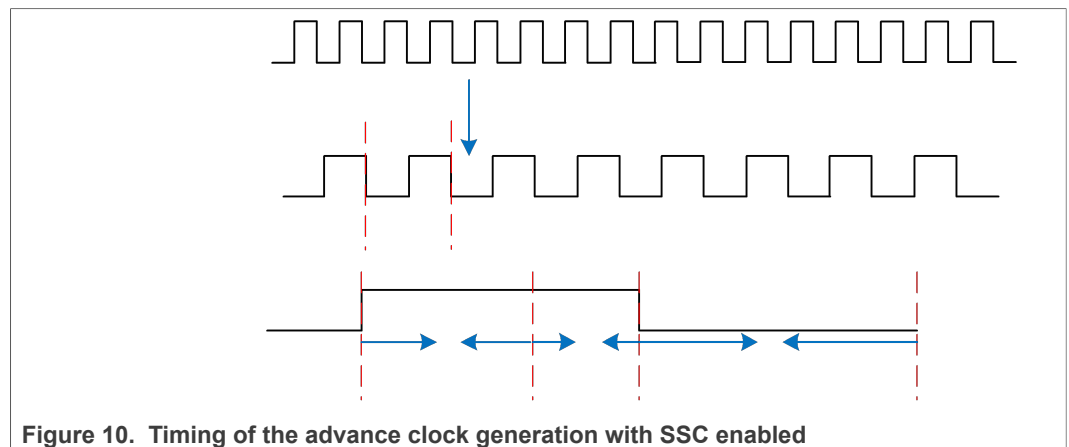 Figure 10. Timing of the advance clock generation with SSC enabled